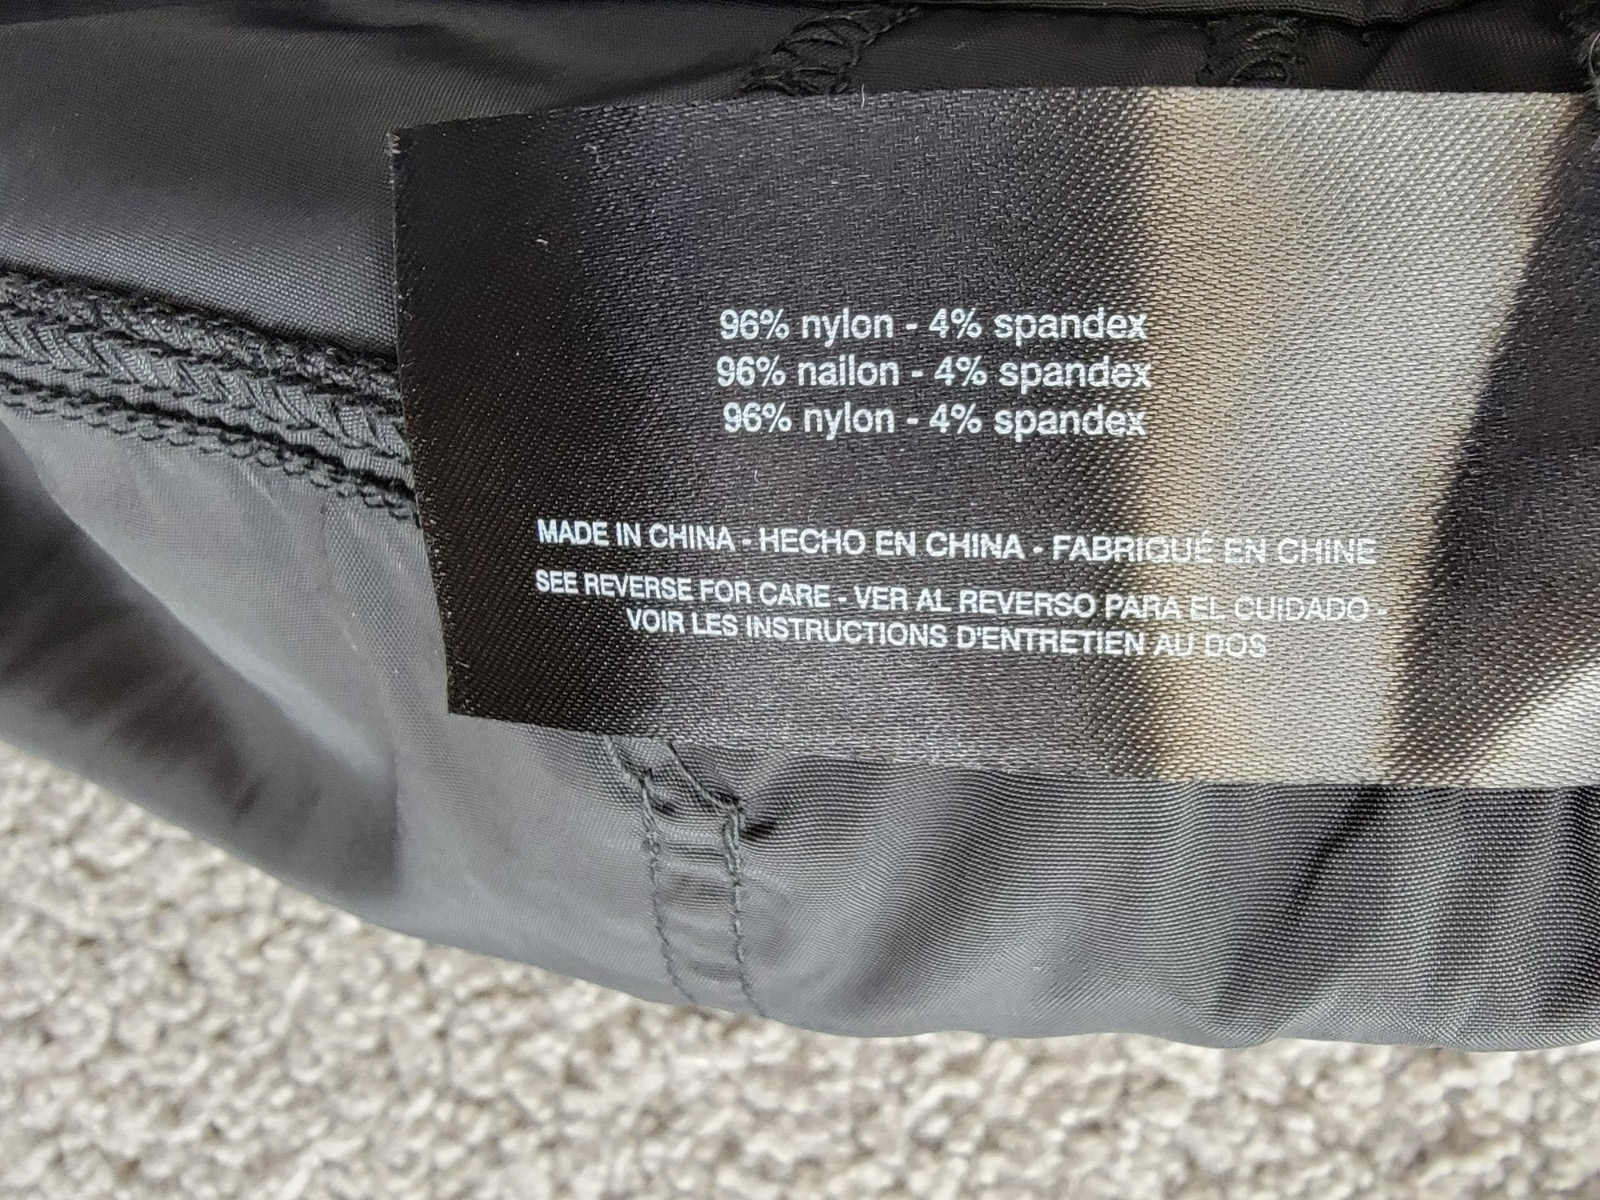 96% nylon - 4% spandex
96% nailon - 4% spandex
96% nylon - 4% spandex
MADE IN CHINA - HECHO EN CHINA - FABRIQUÉ EN CHINE
SEE REVERSE FOR CARE - VER AL REVERSO PARA EL CUIDADO -
VOIR LES INSTRUCTIONS D'ENTRETIEN AU DOS